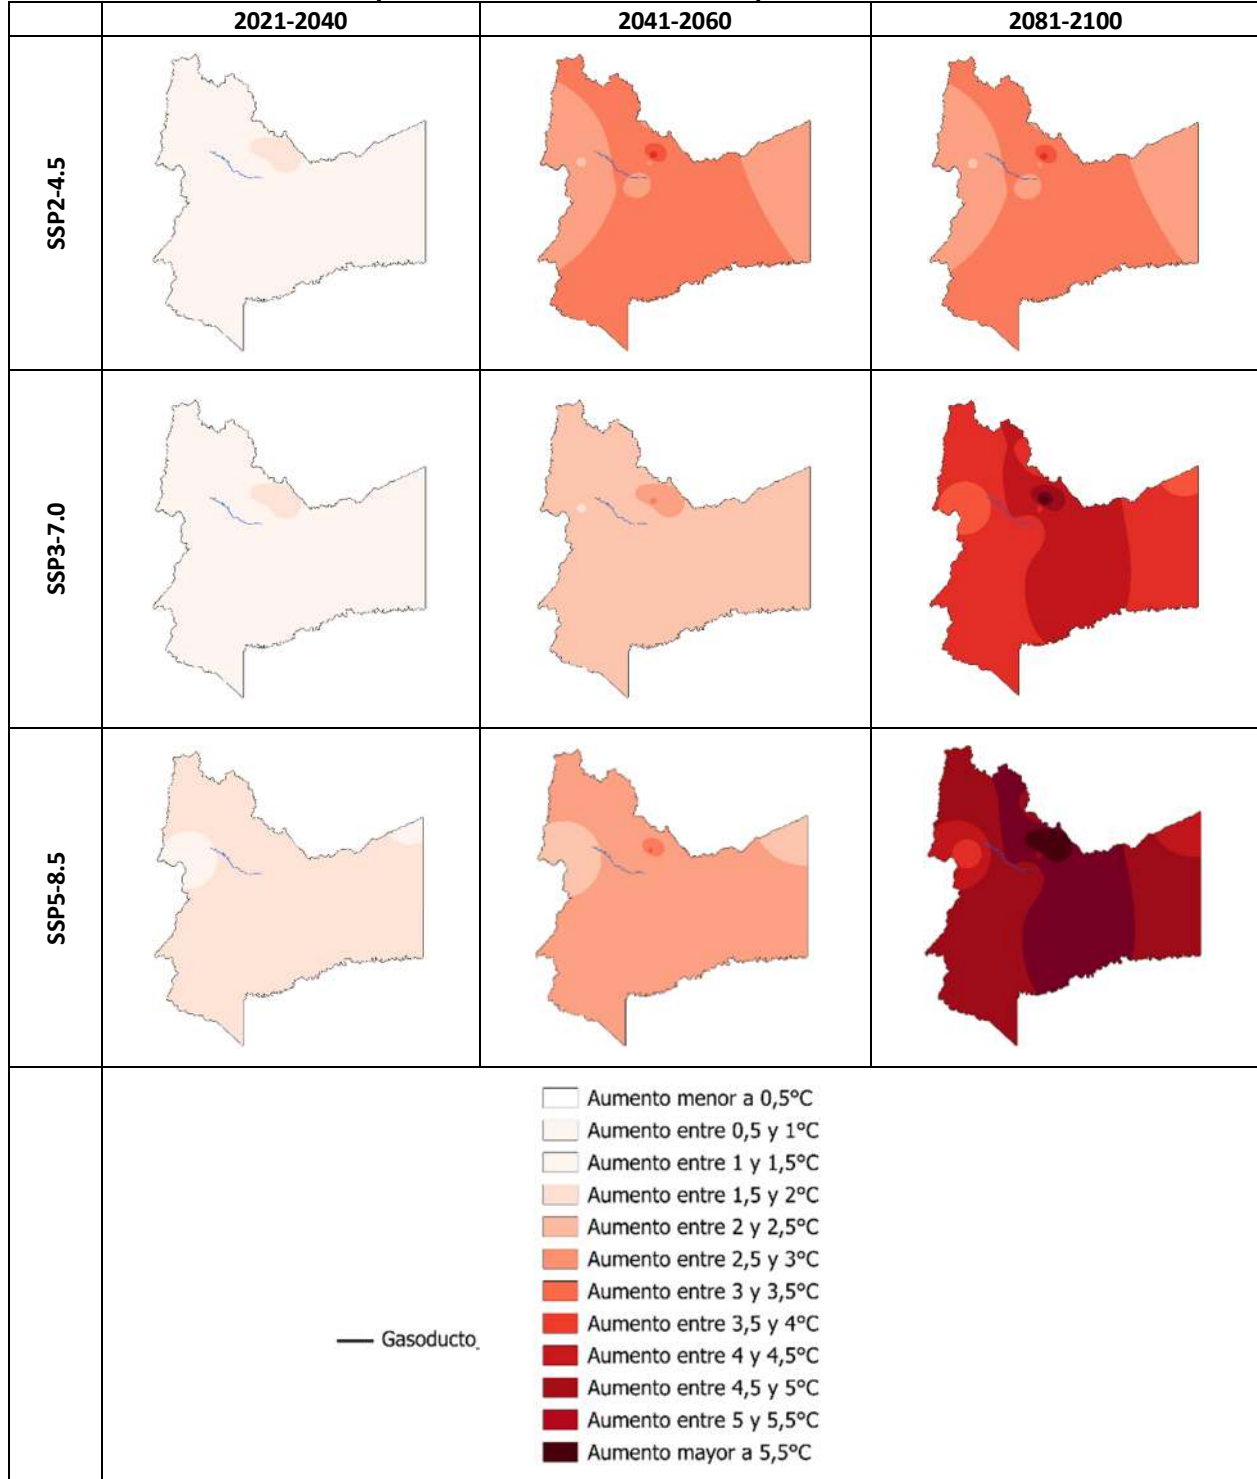 2021-2040 2041-2060 2081-2100
SSP2-4.5
SSP3-7.0
SSP5-8.5
Aumento menor a 0,5°C
Aumento entre 0,5 y 1°C
Aumento entre 1 y 1,5°C
Aumento entre 1,5 y 2°C
Aumento entre 2 y 2,5°C
Aumento entre 2,5 y 3°C
Aumento entre 3 y 3,5°C
Aumento entre 3,5 y 4°C
Gasoducto
Aumento entre 4 y 4,5°C
Aumento entre 4,5 y 5°C
Aumento entre 5 y 5,5°C
Aumento mayor a 5,5°C